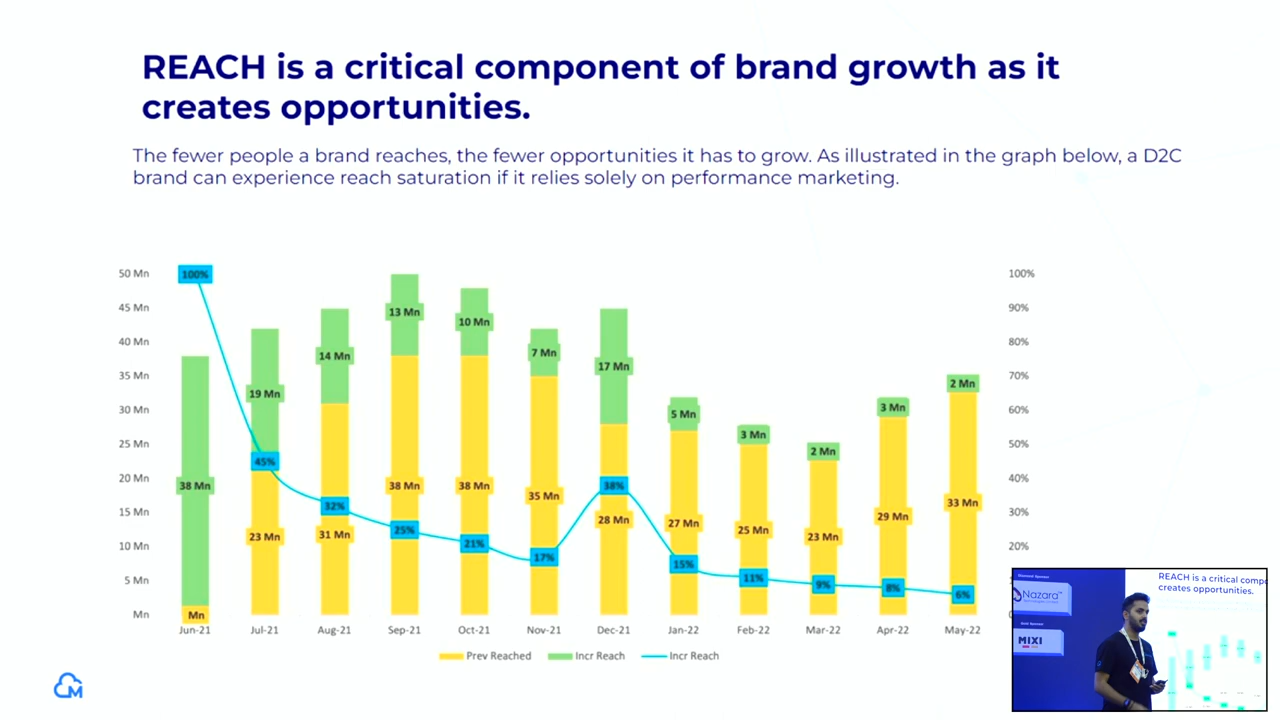 REACH is a critical component of brand growth as it
creates opportunities.
The fewer people a brand reaches, the fewer opportunities it has to grow. As illustrated in the graph below, a D2C
brand can experience reach saturation if it relies solely on performance marketing.
50 Mn 100% 100%
45 Mn 13 Mn 90%
10 Mn
40 Mn 80%
14 Mn 7 Mn 17 Mn
35 Mn 2 Mn 70%
19 Mn
30 Mn 5 Mn 3 Mn 60%
25 Mn 3 Mn 50%
45% 2 Mn
20 Mn 40%
38 Mn 38 Mn 38 Mn 35 Mn 38% 33 Mn
15 Mn 32% 28 Mn 27 Mn 29 Mn 30%
23 Mn 31 Mn 25% 25 Mn 23 Mn
10 Mn 21% 17% 20%
15%
5 Mn 11% 9% 8% 6%
Mn Mn
Jun-21 Jul-21 Aug-21 Sep-21 Oct-21 Nov-21 Dec-21 Jan-22 Feb-22 Mar-22 Apr-22 May-22
Prev Reached Incr Reach Incr Reach
M
Diamond Sponsor
Nazara™
Gold Sponsor
MIXI
REACH is a critical compo
creates opportunities.